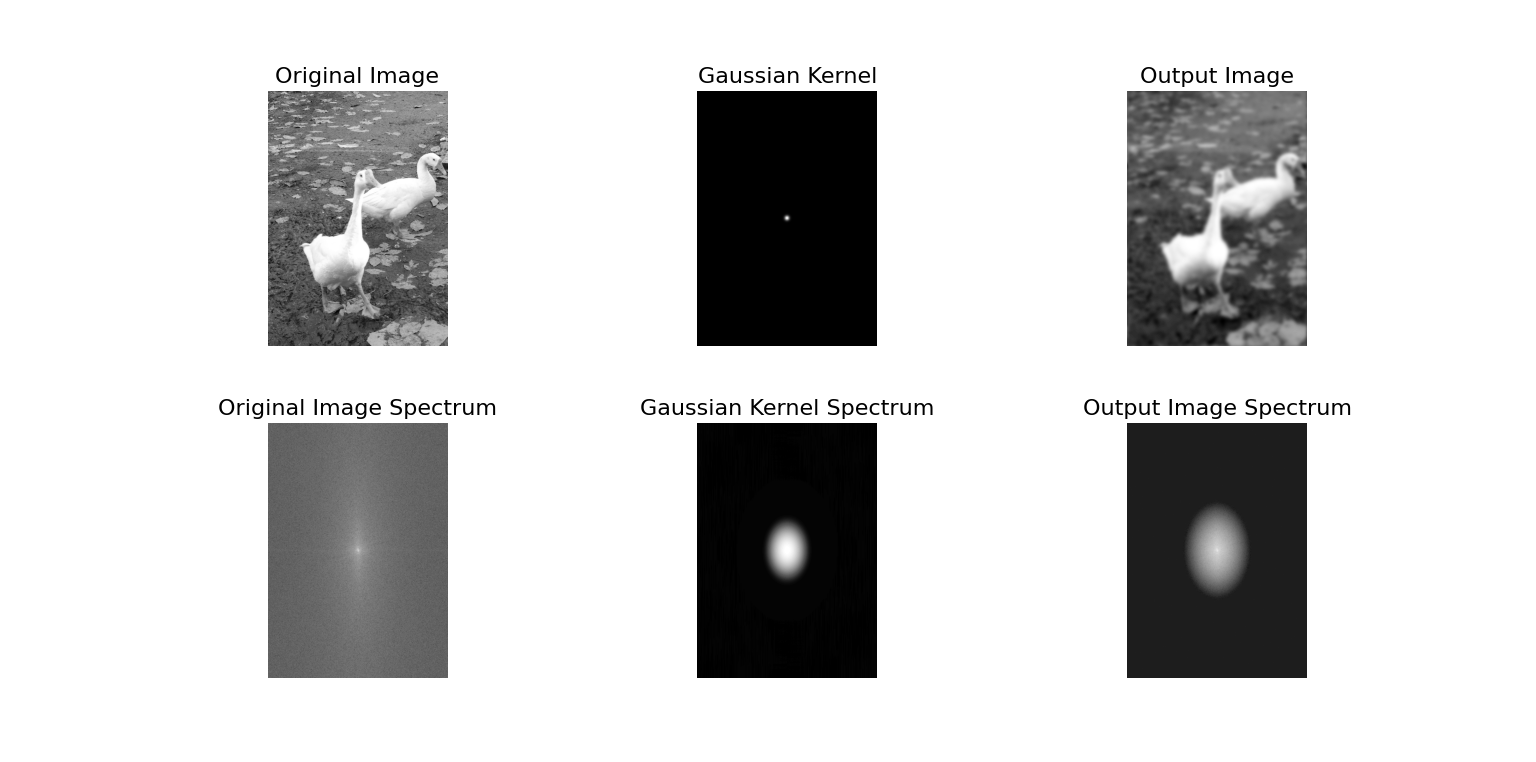 Original Image
Gaussian Kernel
Output Image
Original Image Spectrum
Gaussian Kernel Spectrum
Output Image Spectrum